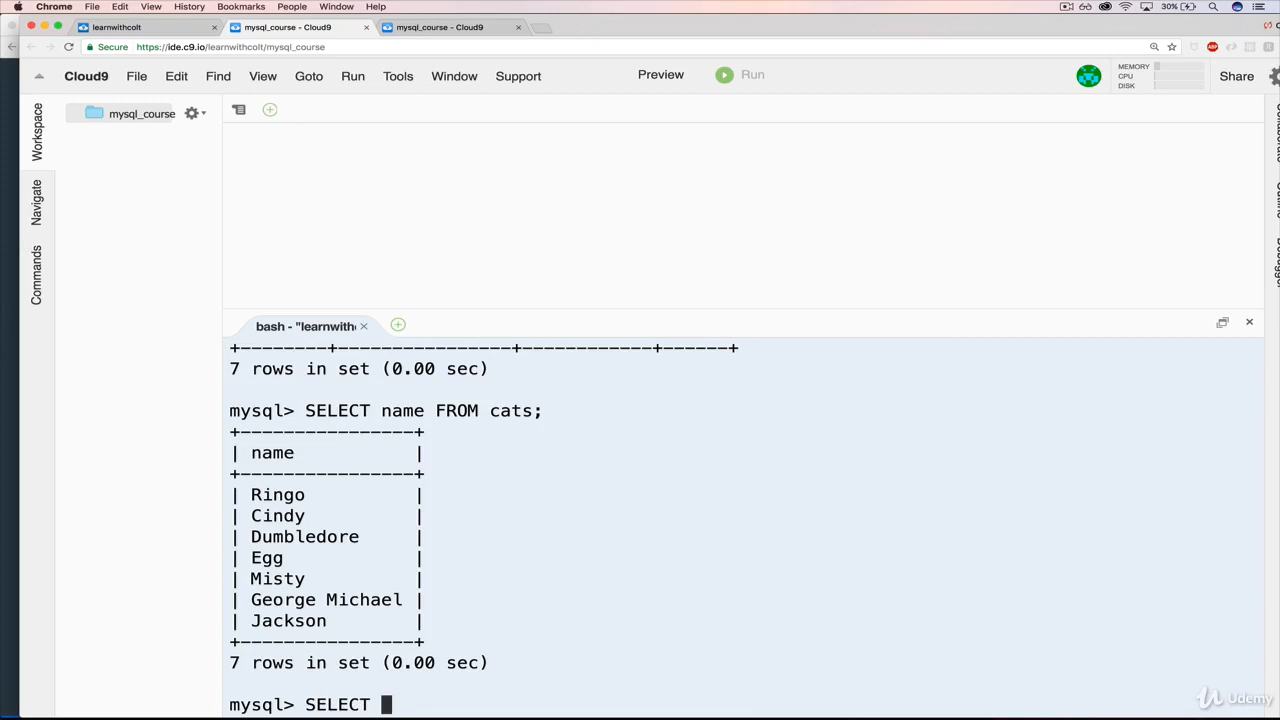 Chrome File Edit View History Bookmarks People Window Help 30%
learnwithcolt mysql_course - Cloud9 mysql_course - Cloud9
Secure https://ide.c9.io/learnwithcolt/mysql_course ABP
Cloud9 File Edit Find View Goto Run Tools Window Support Preview Run MEMORY CPU DISK Share
Workspace
Navigate
Commands
mysql_course
bash - "learnwith
+--------+----------------+------------+------+
7 rows in set (0.00 sec)
mysql> SELECT name FROM cats;
+----------------+
| name           |
+----------------+
| Ringo          |
| Cindy          |
| Dumbledore     |
| Egg            |
| Misty          |
| George Michael |
| Jackson        |
+----------------+
7 rows in set (0.00 sec)
mysql> SELECT
Udemy